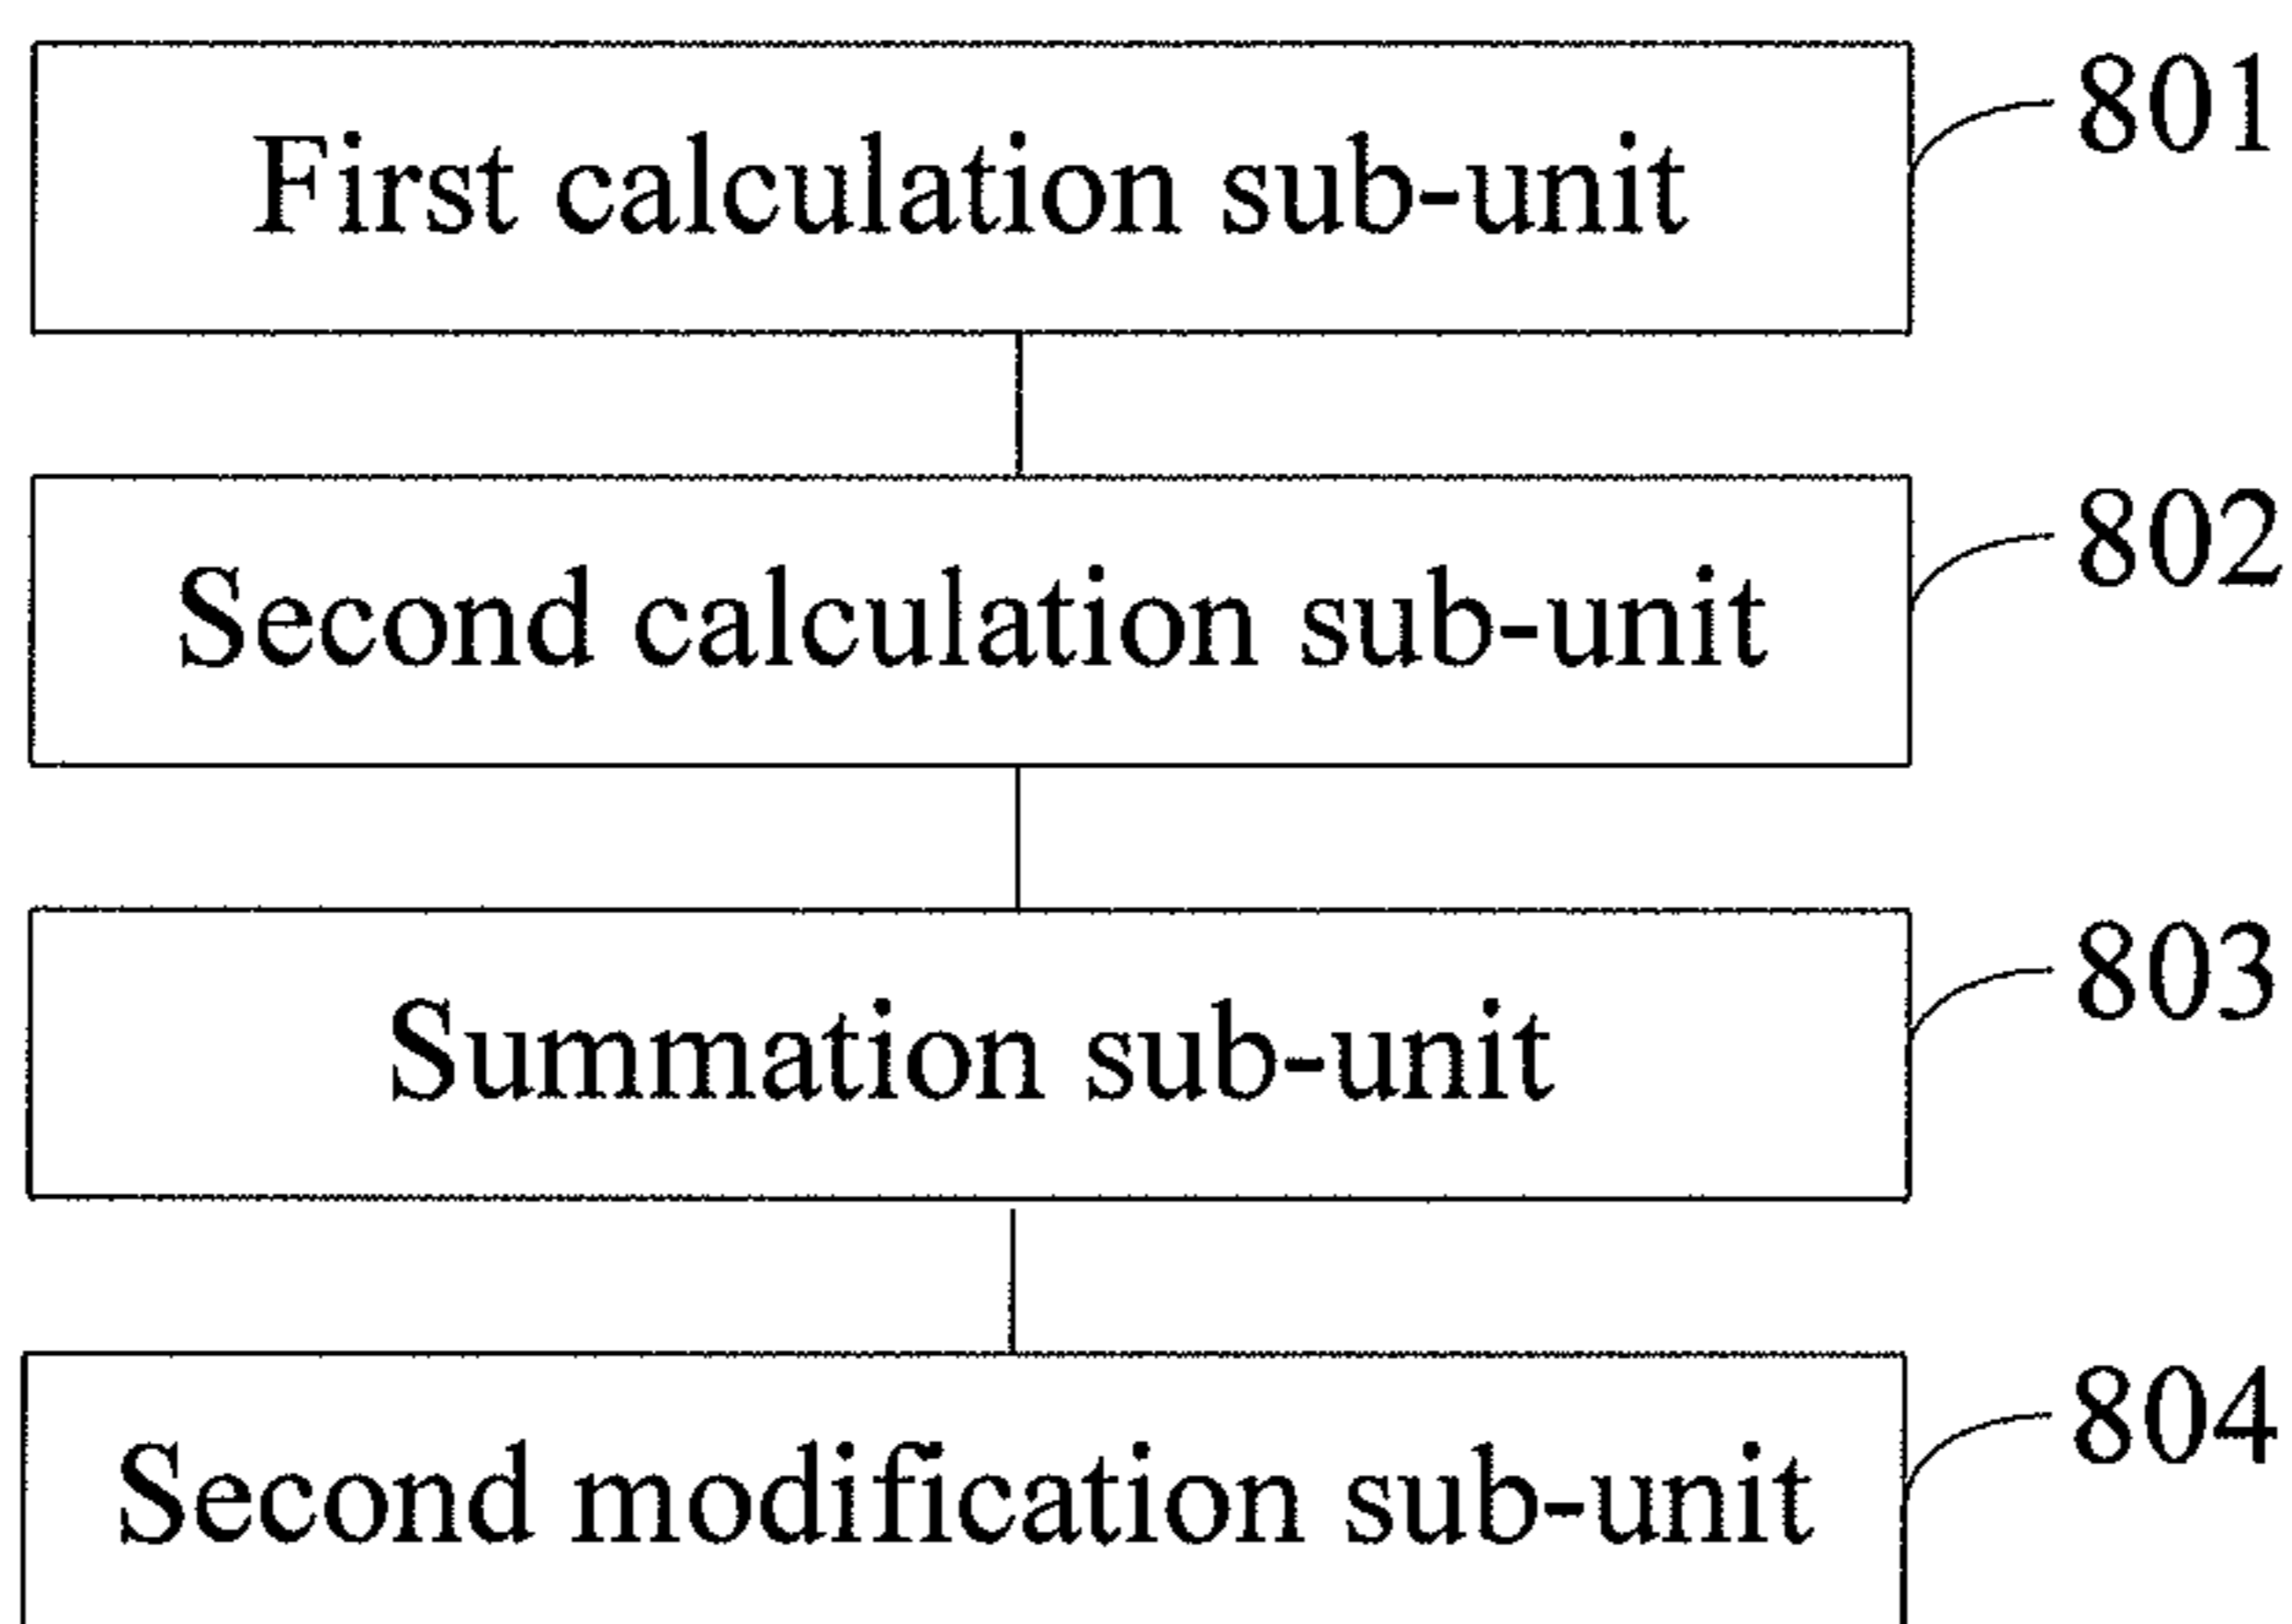 First calculation sub-unit 801
Second calculation sub-unit 802
Summation sub-unit 803
Second modification sub-unit 804